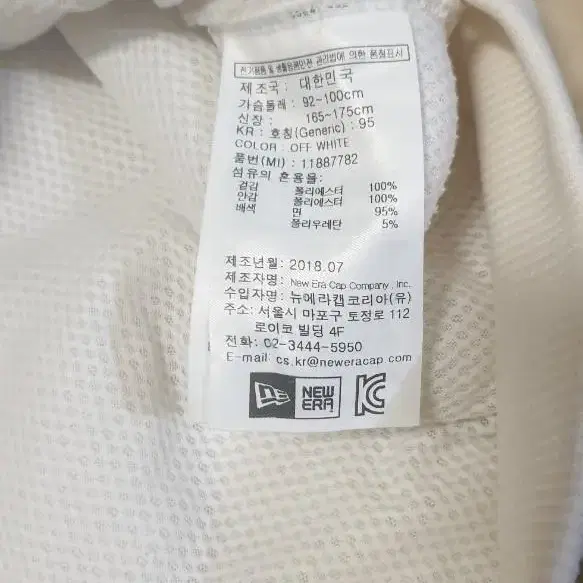 전기용품 및 생활용품안전 관리법에 의한 품질표시
제조국 : 대한민국
가슴둘레 : 92~100cm
신장 : 165~175cm
KR : 호칭(Generic) : 95
COLOR : OFF WHITE
품번(MI) : 11887782
섬유의 혼용율:
겉감 폴리에스터 100%
안감 폴리에스터 100%
배색 면 95%
폴리우레탄 5%
제조년월: 2018.07
제조자명: New Era Cap Company, Inc.
수입자명: 뉴에라캡코리아(유)
주소: 서울시 마포구 토정로 112
로이코 빌딩 4F
전화: 02-3444-5950
E-mail: cs.kr@neweracap.com
NEW ERA